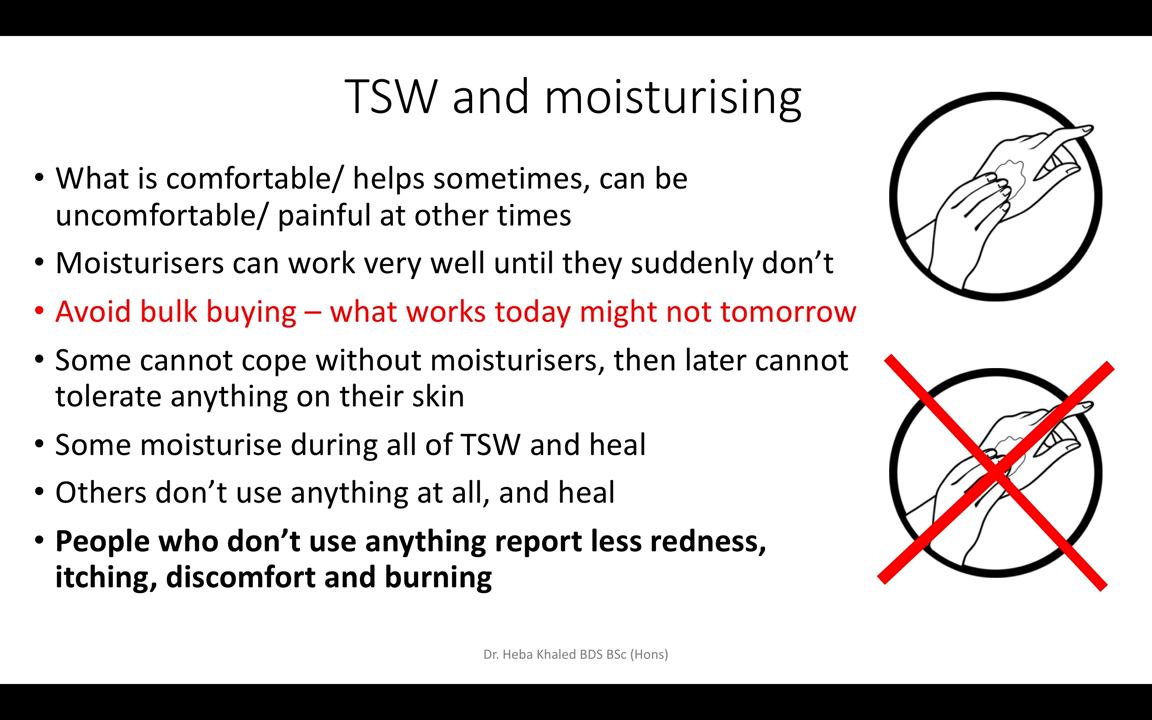 TSW and moisturising
• What is comfortable/ helps sometimes, can be
uncomfortable/ painful at other times
• Moisturisers can work very well until they suddenly don’t
• Avoid bulk buying – what works today might not tomorrow
• Some cannot cope without moisturisers, then later cannot
tolerate anything on their skin
• Some moisturise during all of TSW and heal
• Others don’t use anything at all, and heal
• People who don’t use anything report less redness,
itching, discomfort and burning
Dr. Heba Khaled BDS BSc (Hons)